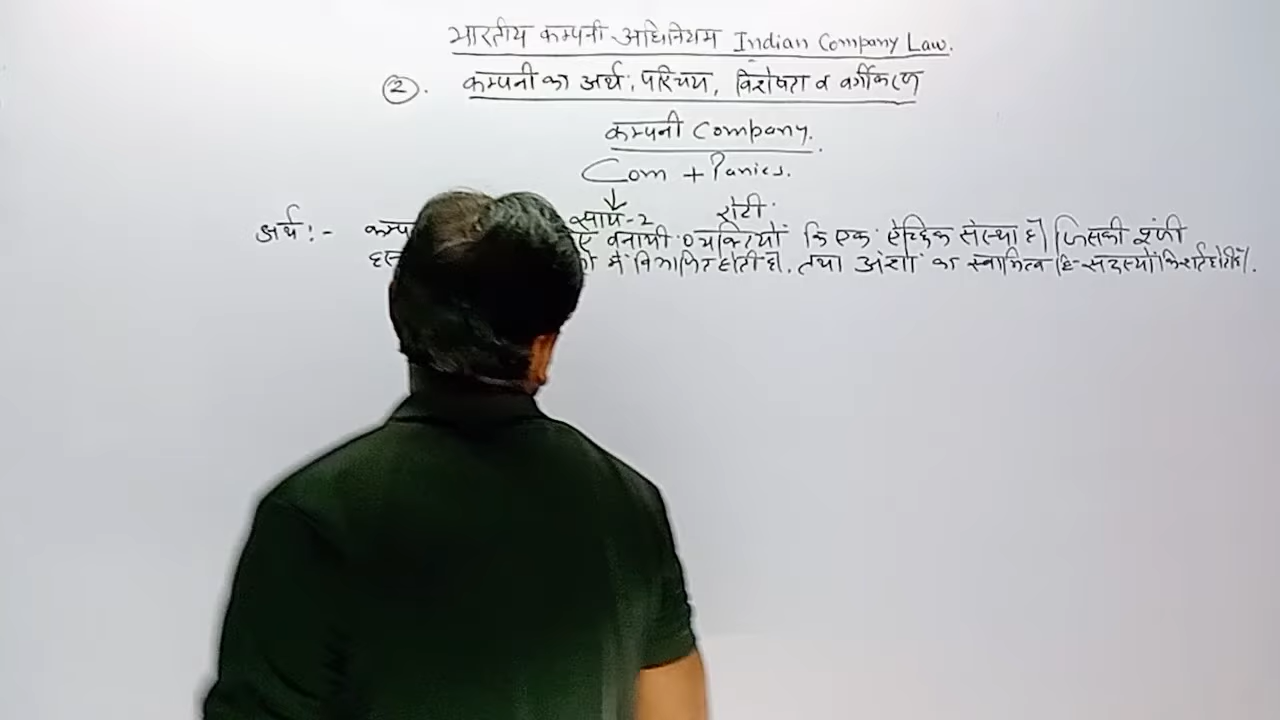 भारतीय कम्पनी अधिनियम Indian Company Law.
② . कम्पनी का अर्थ, परिचय, विशेषता व वर्गीकरण
कम्पनी Company.
Com + Panies.
साथ-2 रोटी
अर्थ :- बनायी व्यक्तियों कि एक ऐच्छिक संस्था है। जिसकी पूंजी
में विभाजित होती है. तथा अंशों का स्वामित्व हि सदस्यों कि शर्त होती है।.